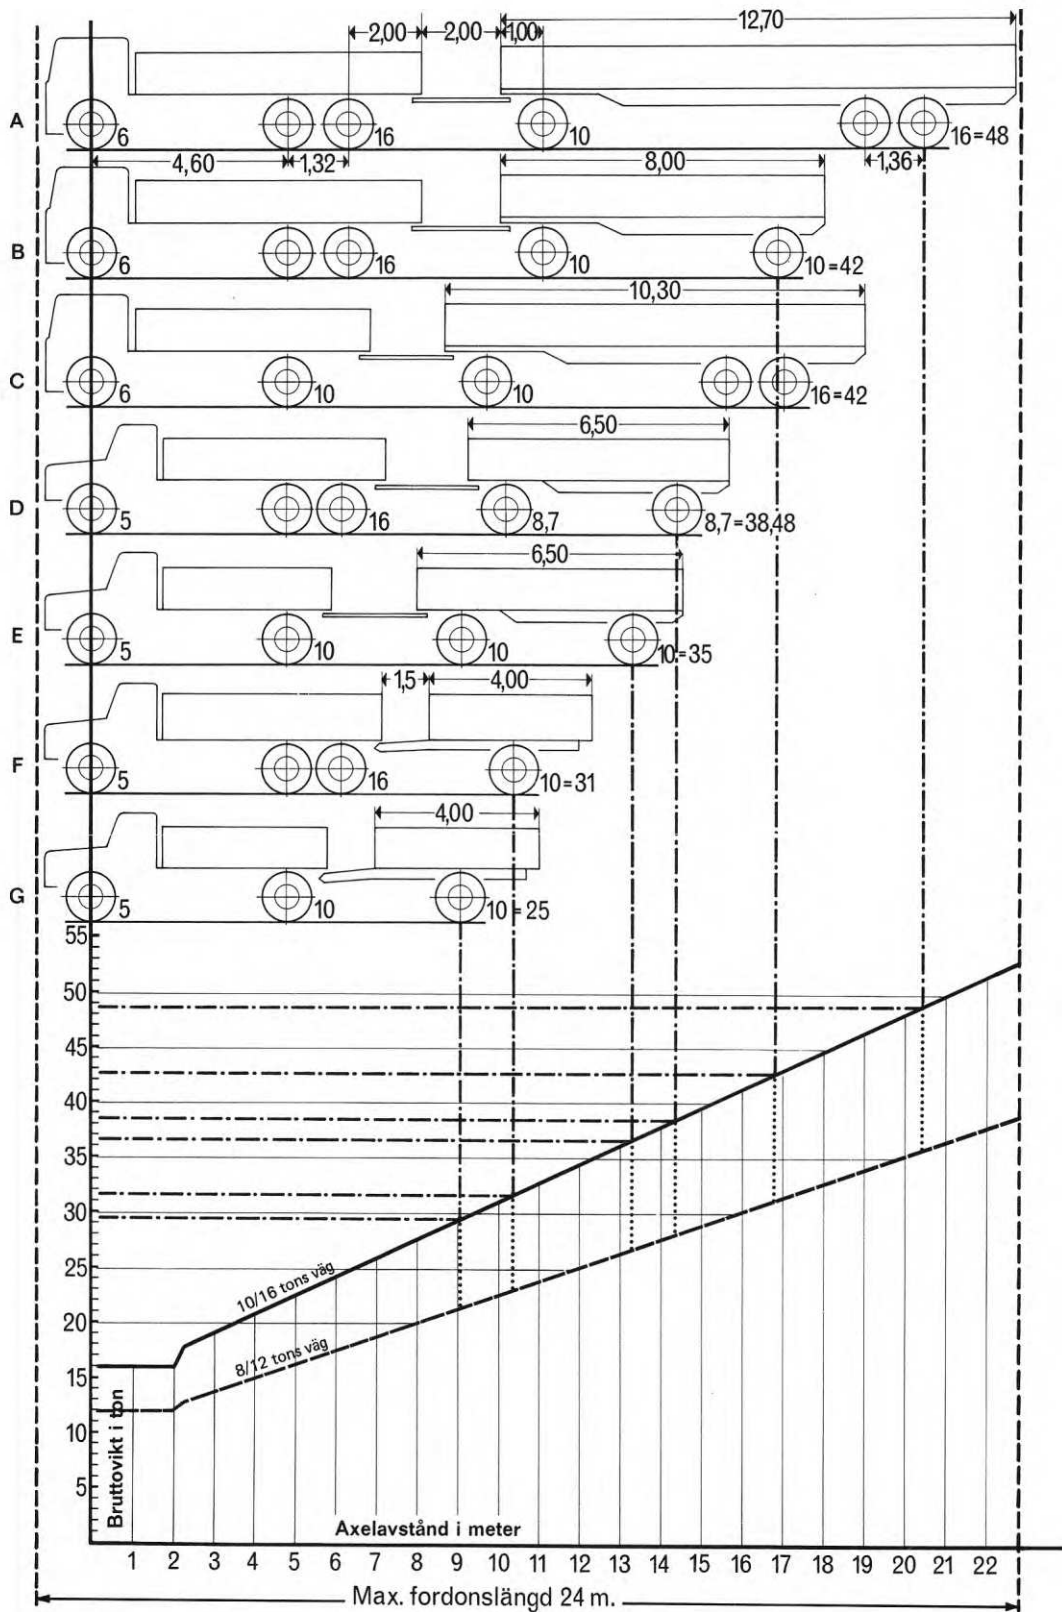 2,00 2,00 1,00 12,70
A 6 16 10 16=48
4,60 1,32 8,00 1,36
B 6 16 10 10=42
10,30
C 6 10 10 16=42
6,50
D 5 16 8,7 8,7=38,48
6,50
E 5 10 10 10=35
1,5 4,00
F 5 16 10=31
4,00
G 5 10 10=25
55
50
45
40
35
30
25
10/16 tons väg
20
8/12 tons väg
15
10
5
Bruttovikt i ton
Axelavstånd i meter
1 2 3 4 5 6 7 8 9 10 11 12 13 14 15 16 17 18 19 20 21 22
Max. fordonslängd 24 m.